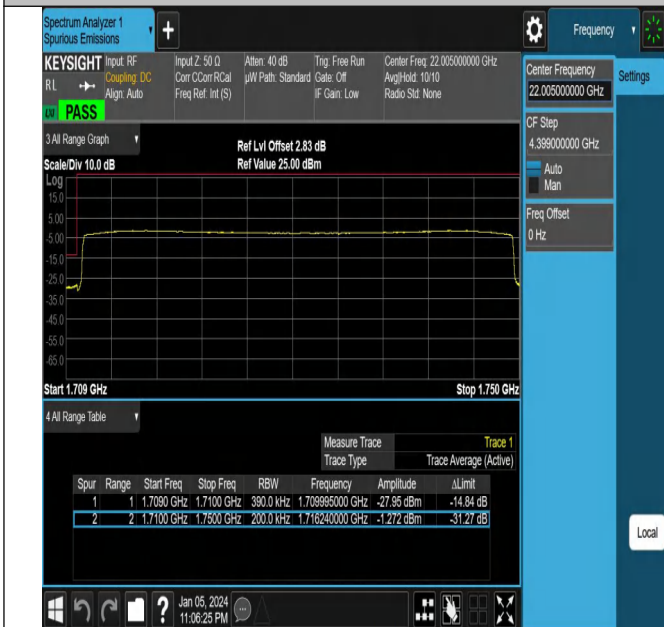 Spectrum Analyzer 1
Spurious Emissions
Frequency
KEYSIGHT Input: RF Input Z: 50 Ω Atten: 40 dB Trig: Free Run Center Freq: 22.005000000 GHz
RL Coupling: DC Corr CCorr RCal µW Path: Standard Gate: Off Avg|Hold: 10/10
Align: Auto Freq Ref: Int (S) IF Gain: Low Radio Std: None
PASS
Center Frequency
22.005000000 GHz
Settings
CF Step
4.399000000 GHz
Auto
Man
Freq Offset
0 Hz
3 All Range Graph
Ref Lvl Offset 2.83 dB
Scale/Div 10.0 dB Ref Value 25.00 dBm
Log
15.0
5.00
-5.00
-15.0
-25.0
-35.0
-45.0
-55.0
-65.0
Start 1.709 GHz Stop 1.750 GHz
4 All Range Table
Measure Trace Trace 1
Trace Type Trace Average (Active)
Spur Range Start Freq Stop Freq RBW Frequency Amplitude ΔLimit
1 1 1.7090 GHz 1.7100 GHz 390.0 kHz 1.709995000 GHz -27.95 dBm -14.84 dB
2 2 1.7100 GHz 1.7500 GHz 200.0 kHz 1.716240000 GHz -1.272 dBm -31.27 dB
Local
? Jan 05, 2024
11:06:25 PM